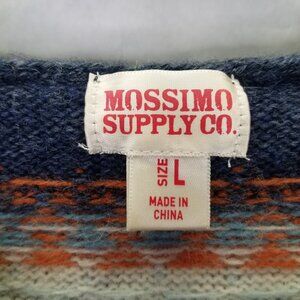 MOSSIMO
SUPPLY CO.
SIZE L
MADE IN
CHINA